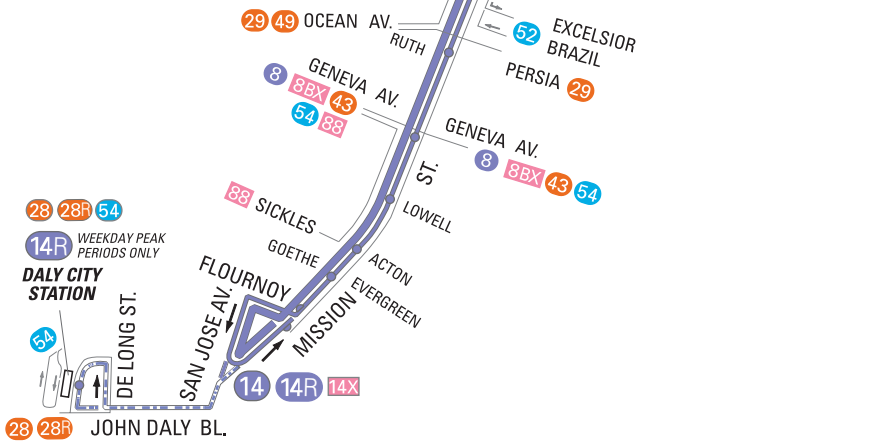 29 49 OCEAN AV.
RUTH
52 EXCELSIOR
BRAZIL
PERSIA 29
8 GENEVA AV.
8BX 43
54 88
GENEVA AV.
8 8BX 43 54
ST.
88 SICKLES
LOWELL
GOETHE
ACTON
EVERGREEN
28 28R 54
14R WEEKDAY PEAK
PERIODS ONLY
DALY CITY
STATION
FLOURNOY
SAN JOSE AV.
MISSION
DE LONG ST.
54
14 14R 14X
28 28R JOHN DALY BL.